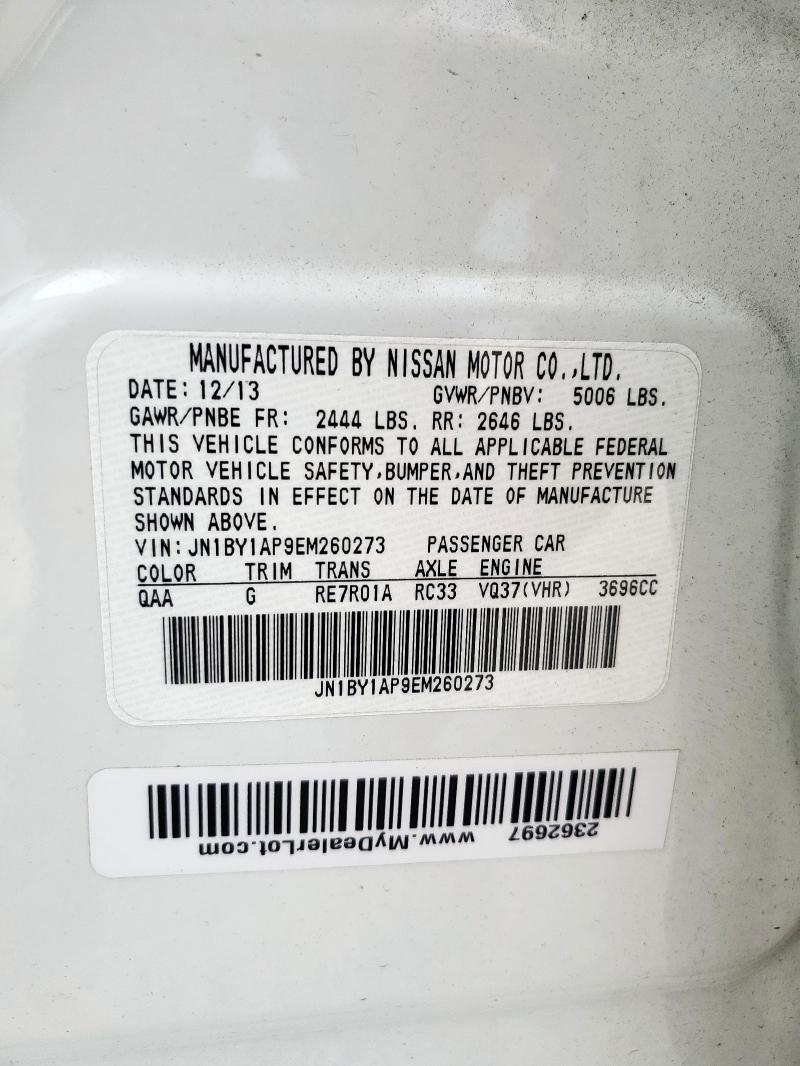 MANUFACTURED BY NISSAN MOTOR CO.,LTD.
DATE: 12/13 GVWR/PNBV: 5006 LBS.
GAWR/PNBE FR: 2444 LBS. RR: 2646 LBS.
THIS VEHICLE CONFORMS TO ALL APPLICABLE FEDERAL
MOTOR VEHICLE SAFETY,BUMPER,AND THEFT PREVENTION
STANDARDS IN EFFECT ON THE DATE OF MANUFACTURE
SHOWN ABOVE.
VIN: JN1BY1AP9EM260273 PASSENGER CAR
COLOR TRIM TRANS AXLE ENGINE
QAA G RE7R01A RC33 VQ37(VHR) 3696CC
JN1BY1AP9EM260273
2362697 www.MyDealerLot.com